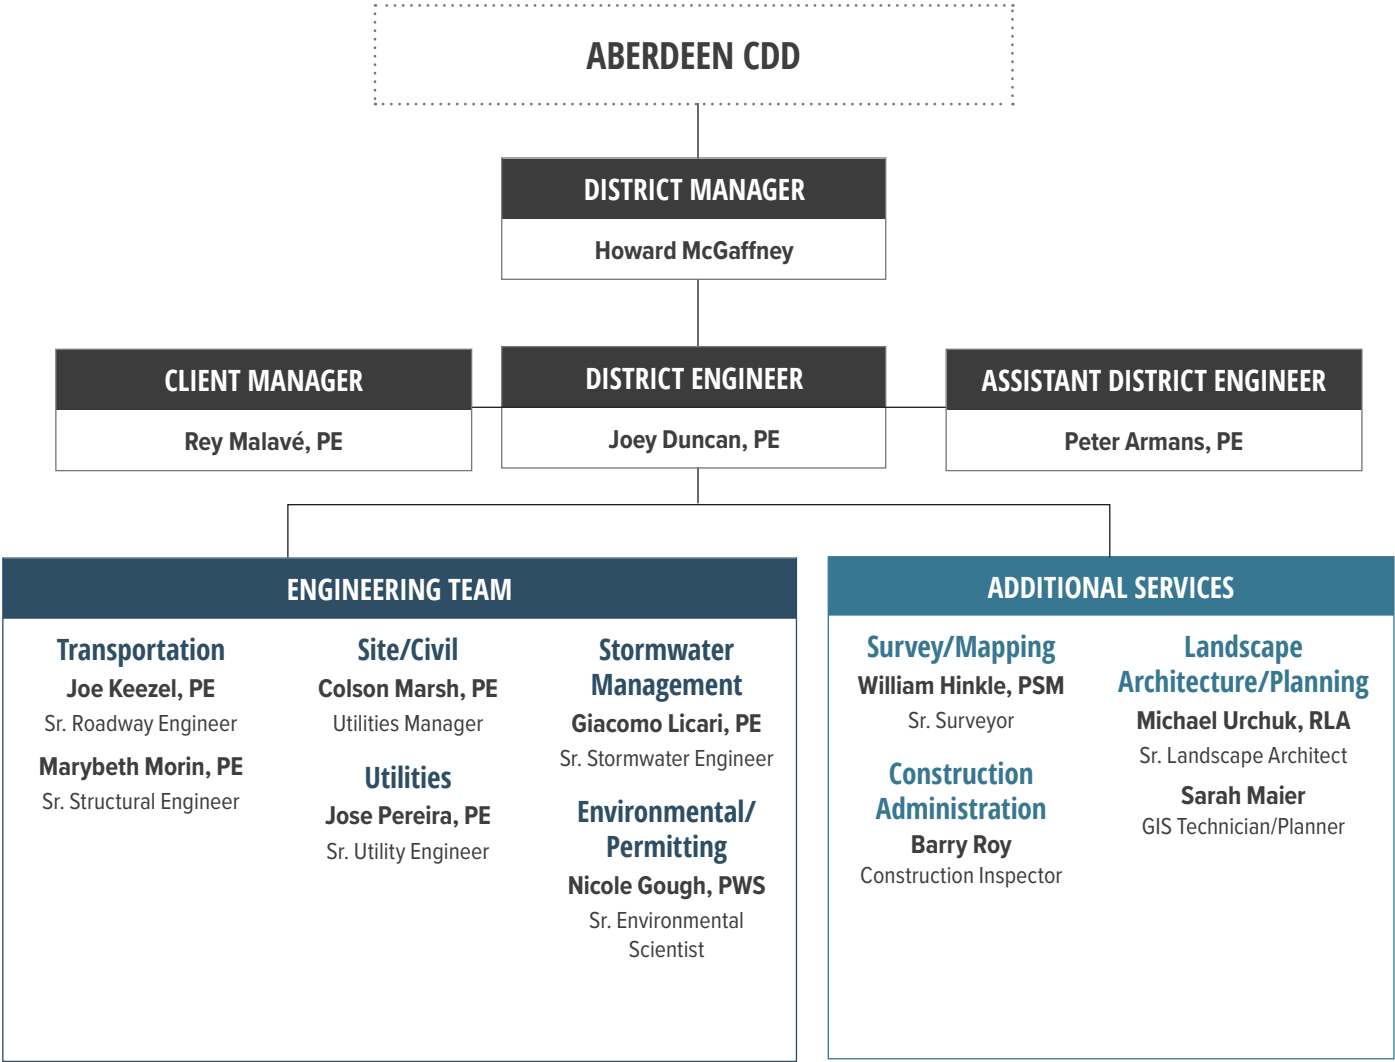 ABERDEEN CDD
DISTRICT MANAGER
Howard McGaffney
CLIENT MANAGER
Rey Malavé, PE
DISTRICT ENGINEER
Joey Duncan, PE
ASSISTANT DISTRICT ENGINEER
Peter Armans, PE
ENGINEERING TEAM
Transportation
Joe Keezel, PE
Sr. Roadway Engineer
Marybeth Morin, PE
Sr. Structural Engineer
Site/Civil
Colson Marsh, PE
Utilities Manager
Utilities
Jose Pereira, PE
Sr. Utility Engineer
Stormwater
Management
Giacomo Licari, PE
Sr. Stormwater Engineer
Environmental/
Permitting
Nicole Gough, PWS
Sr. Environmental
Scientist
ADDITIONAL SERVICES
Survey/Mapping
William Hinkle, PSM
Sr. Surveyor
Construction
Administration
Barry Roy
Construction Inspector
Landscape
Architecture/Planning
Michael Urchuk, RLA
Sr. Landscape Architect
Sarah Maier
GIS Technician/Planner